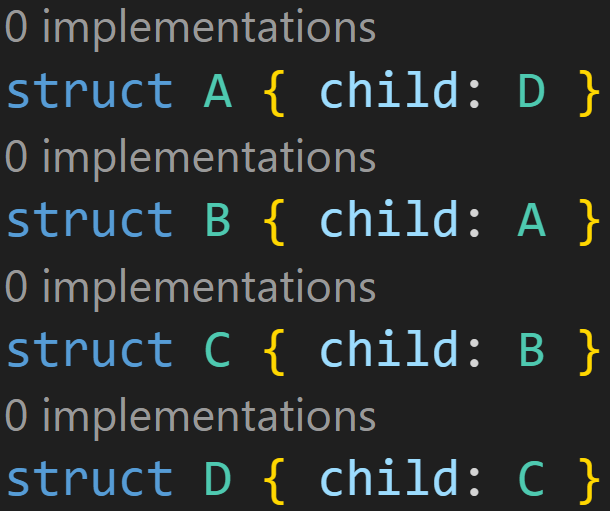 0 implementations
struct A { child: D }
0 implementations
struct B { child: A }
0 implementations
struct C { child: B }
0 implementations
struct D { child: C }